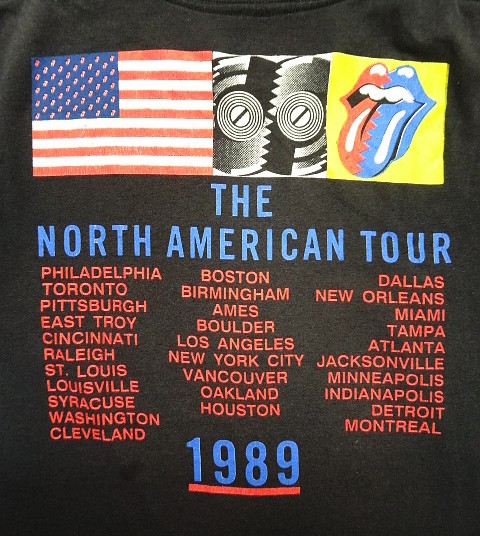 THE
NORTH AMERICAN TOUR
PHILADELPHIA
TORONTO
PITTSBURGH
EAST TROY
CINCINNATI
RALEIGH
ST. LOUIS
LOUISVILLE
SYRACUSE
WASHINGTON
CLEVELAND
BOSTON
BIRMINGHAM
AMES
BOULDER
LOS ANGELES
NEW YORK CITY
VANCOUVER
OAKLAND
HOUSTON
DALLAS
NEW ORLEANS
MIAMI
TAMPA
ATLANTA
JACKSONVILLE
MINNEAPOLIS
INDIANAPOLIS
DETROIT
MONTREAL
1989